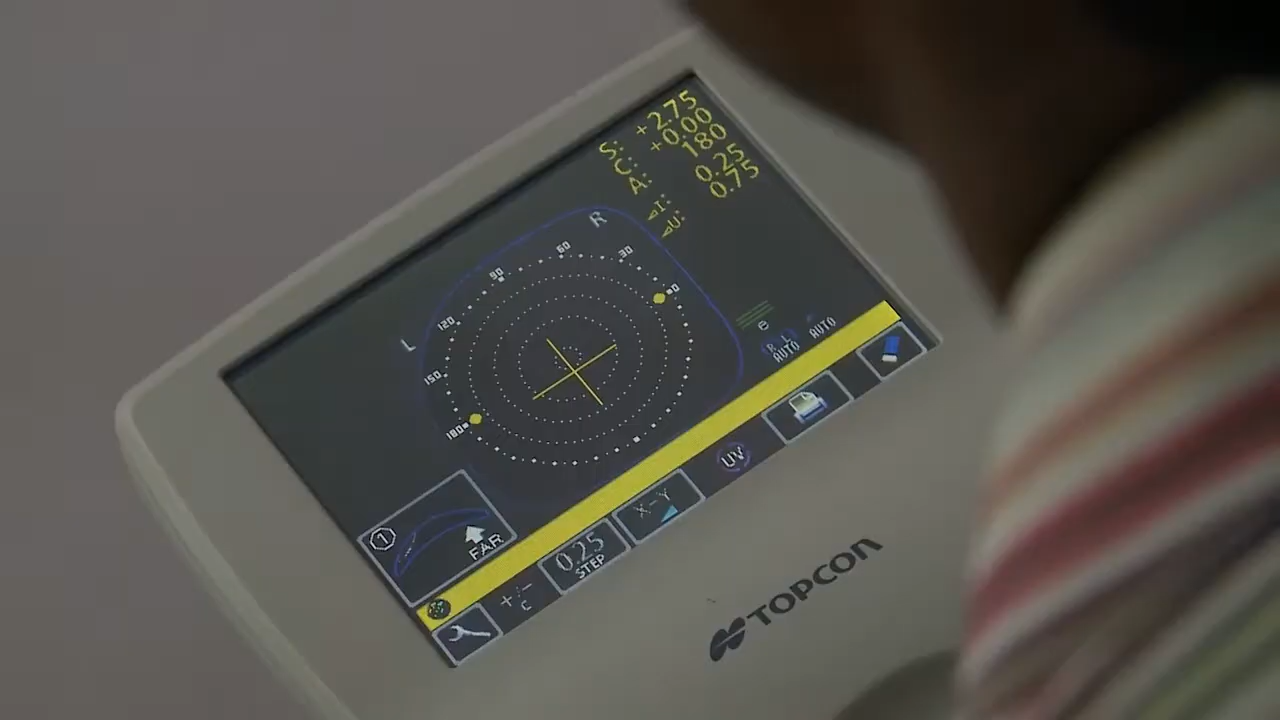 S: +2.75
C: +0.00
A: 180
⊿I: 0.25
⊿U: 0.75
R
L
0
30
60
90
120
150
180
e
R L
AUTO AUTO
1
FAR
+ -
C
0.25
STEP
X-Y
UV
TOPCON